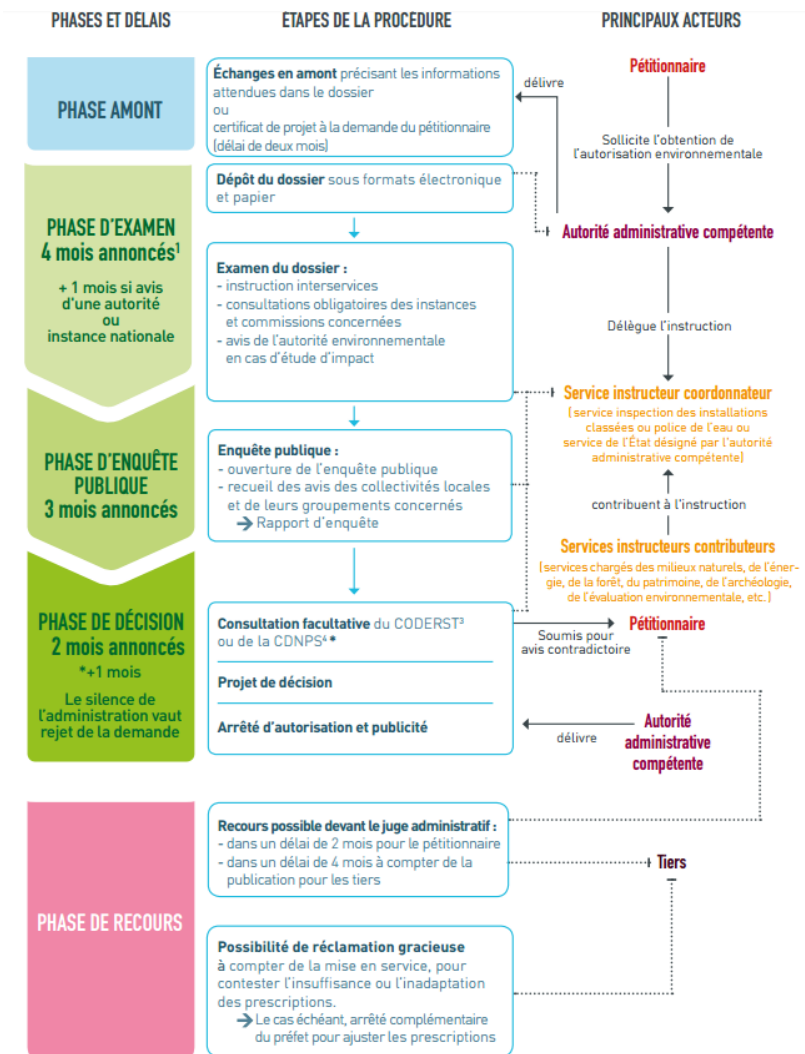 PHASES ET DÉLAIS
ÉTAPES DE LA PROCÉDURE
PRINCIPAUX ACTEURS
PHASE AMONT
Échanges en amont précisant les informations
attendues dans le dossier
ou
certificat de projet à la demande du pétitionnaire
(délai de deux mois)
délivre
Pétitionnaire
Sollicite l'obtention de
l'autorisation environnementale
PHASE D'EXAMEN
4 mois annoncés¹
+ 1 mois si avis
d'une autorité
ou
instance nationale
Dépôt du dossier sous formats électronique
et papier
Autorité administrative compétente
Examen du dossier :
- instruction interservices
- consultations obligatoires des instances
et commissions concernées
- avis de l'autorité environnementale
en cas d'étude d'impact
Délègue l'instruction
Service instructeur coordonnateur
(service inspection des installations
classées ou police de l'eau ou
service de l'État désigné par l'autorité
administrative compétente)
PHASE D'ENQUÊTE
PUBLIQUE
3 mois annoncés
Enquête publique :
- ouverture de l'enquête publique
- recueil des avis des collectivités locales
et de leurs groupements concernés
→ Rapport d'enquête
contribuent à l'instruction
Services instructeurs contributeurs
(services chargés des milieux naturels, de l'éner-
gie, de la forêt, du patrimoine, de l'archéologie,
de l'évaluation environnementale, etc.)
PHASE DE DÉCISION
2 mois annoncés
*+1 mois
Le silence de
l'administration vaut
rejet de la demande
Consultation facultative du CODERST³
ou de la CDNPS⁴ *
Projet de décision
Arrêté d'autorisation et publicité
Soumis pour
avis contradictoire
Pétitionnaire
délivre
Autorité
administrative
compétente
PHASE DE RECOURS
Recours possible devant le juge administratif :
- dans un délai de 2 mois pour le pétitionnaire
- dans un délai de 4 mois à compter de la
publication pour les tiers
Tiers
Possibilité de réclamation gracieuse
à compter de la mise en service, pour
contester l'insuffisance ou l'inadaptation
des prescriptions.
→ Le cas échéant, arrêté complémentaire
du préfet pour ajuster les prescriptions